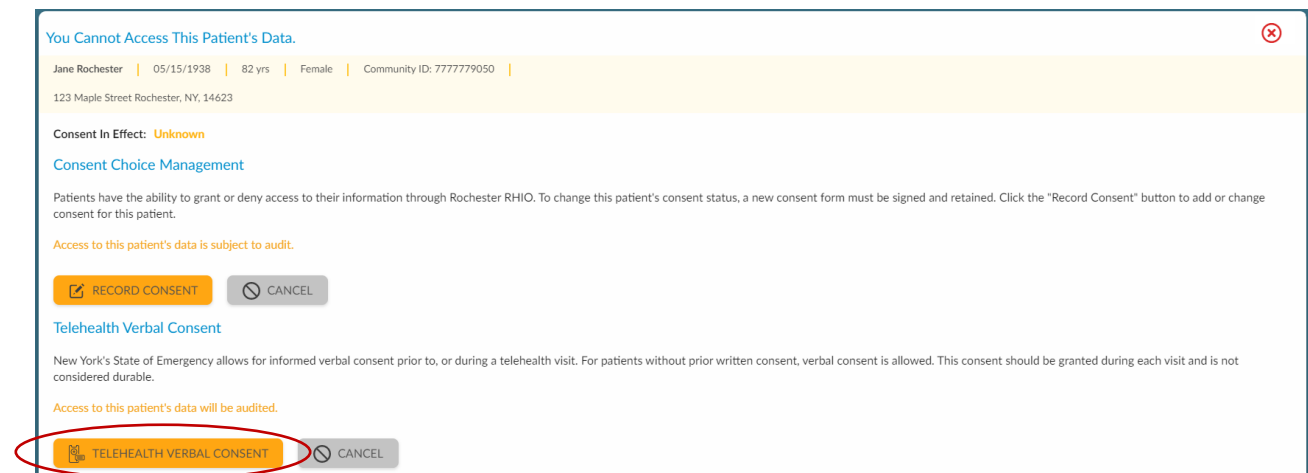 You Cannot Access This Patient's Data.
Jane Rochester | 05/15/1938 | 82 yrs | Female | Community ID: 7777779050 |
123 Maple Street Rochester, NY, 14623
Consent In Effect: Unknown
Consent Choice Management
Patients have the ability to grant or deny access to their information through Rochester RHIO. To change this patient's consent status, a new consent form must be signed and retained. Click the "Record Consent" button to add or change
consent for this patient.
Access to this patient's data is subject to audit.
RECORD CONSENT CANCEL
Telehealth Verbal Consent
New York's State of Emergency allows for informed verbal consent prior to, or during a telehealth visit. For patients without prior written consent, verbal consent is allowed. This consent should be granted during each visit and is not
considered durable.
Access to this patient's data will be audited.
TELEHEALTH VERBAL CONSENT CANCEL